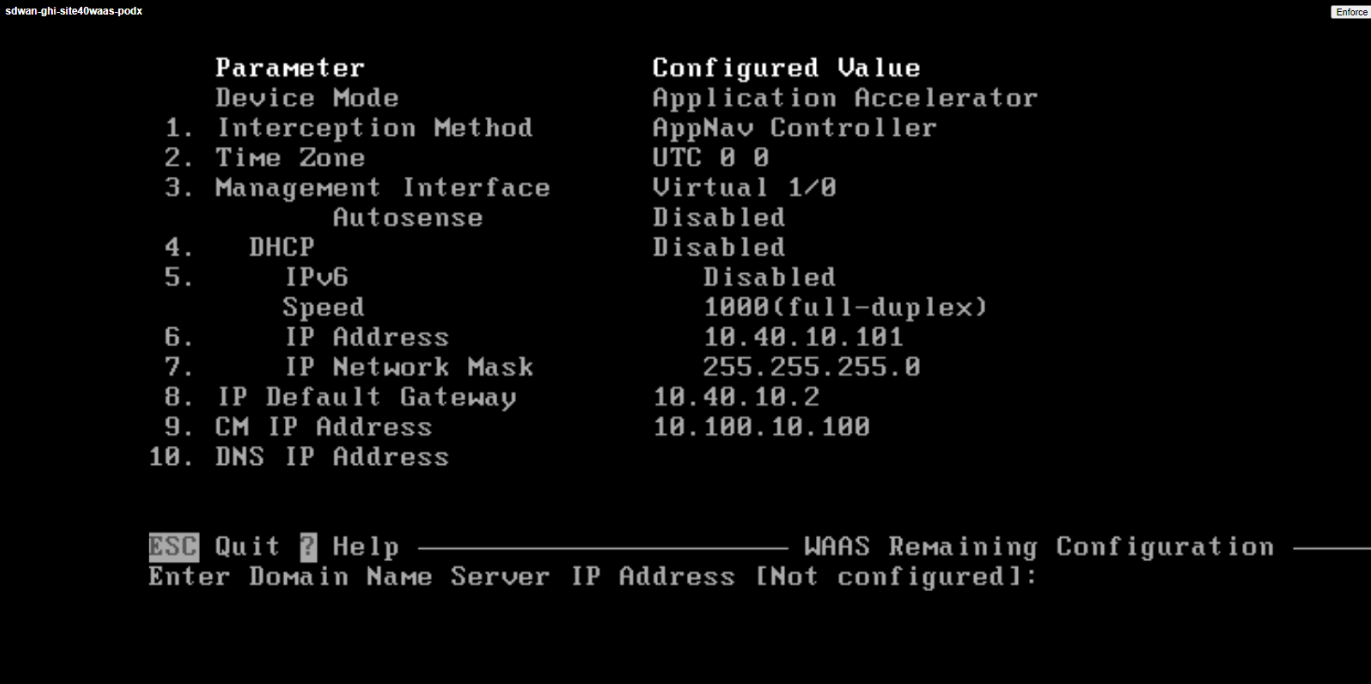 sdwan-ghi-site40waas-podx Enforce
Parameter Configured Value
Device Mode Application Accelerator
1. Interception Method AppNav Controller
2. Time Zone UTC 0 0
3. Management Interface Virtual 1/0
Autosense Disabled
4. DHCP Disabled
5. IPv6 Disabled
Speed 1000(full-duplex)
6. IP Address 10.40.10.101
7. IP Network Mask 255.255.255.0
8. IP Default Gateway 10.40.10.2
9. CM IP Address 10.100.10.100
10. DNS IP Address
ESC Quit ? Help WAAS Remaining Configuration
Enter Domain Name Server IP Address [Not configured]: